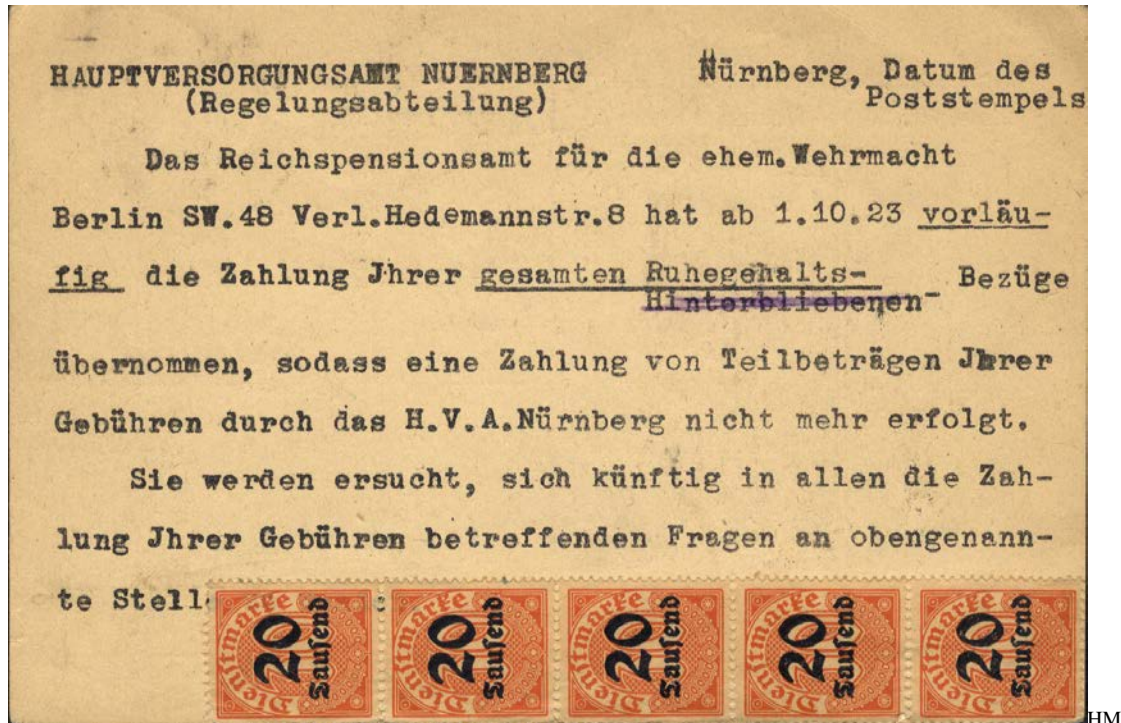 HAUPTVERSORGUNGSAMT NUERNBERG
(Regelungsabteilung)
Nürnberg, Datum des
Poststempels
Das Reichspensionsamt für die ehem.Wehrmacht
Berlin SW.48 Verl.Hedemannstr.8 hat ab 1.10.23 vorläu-
fig die Zahlung Jhrer gesamten Ruhegehalts- Bezüge
Hinterbliebenen-
übernommen, sodass eine Zahlung von Teilbeträgen Jhrer
Gebühren durch das H.V.A.Nürnberg nicht mehr erfolgt.
Sie werden ersucht, sich künftig in allen die Zah-
lung Jhrer Gebühren betreffenden Fragen an obengenann-
te Stell
Dienstmarke 20 Tausend
Dienstmarke 20 Tausend
Dienstmarke 20 Tausend
Dienstmarke 20 Tausend
Dienstmarke 20 Tausend
HM